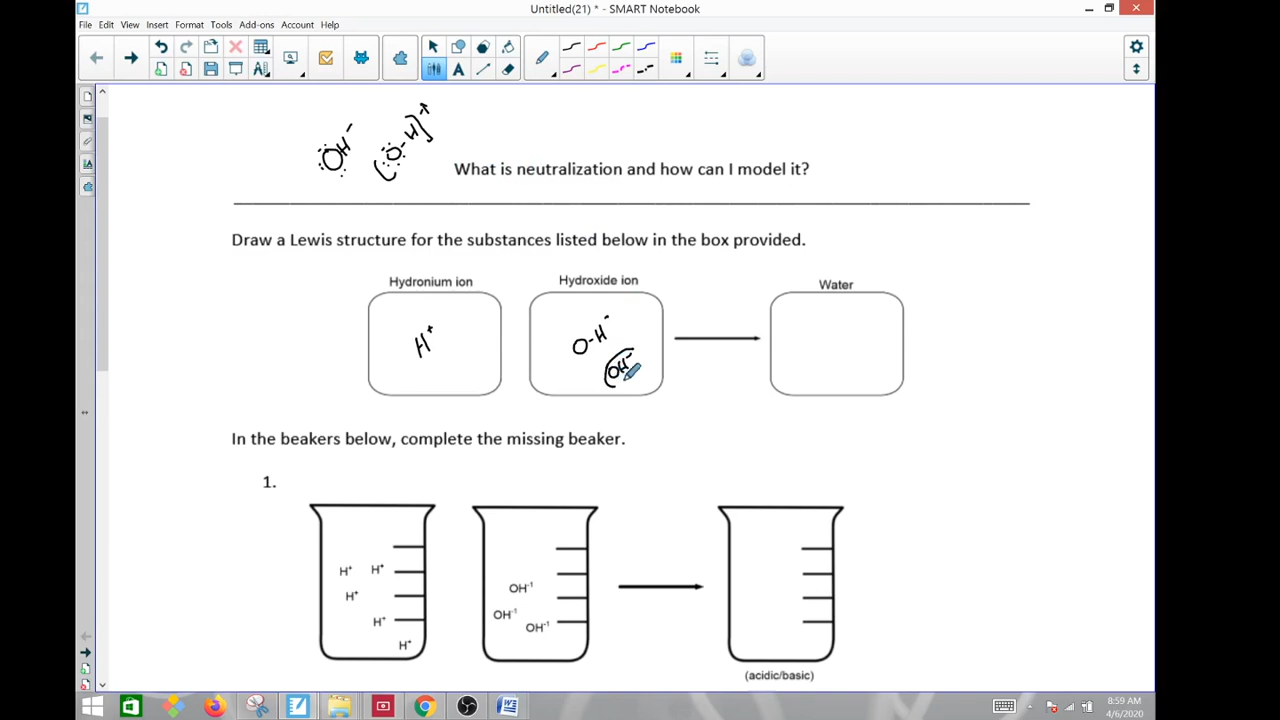 Untitled(21) * - SMART Notebook
File Edit View Insert Format Tools Add-ons Account Help
OH⁻ (O-H]⁺
What is neutralization and how can I model it?
Draw a Lewis structure for the substances listed below in the box provided.
Hydronium ion Hydroxide ion Water
H⁺ O-H⁻
(OH⁻
In the beakers below, complete the missing beaker.
1.
H⁺ H⁺
H⁺
H⁺
H⁺
OH⁻¹
OH⁻¹
OH⁻¹
(acidic/basic)
8:59 AM
4/6/2020